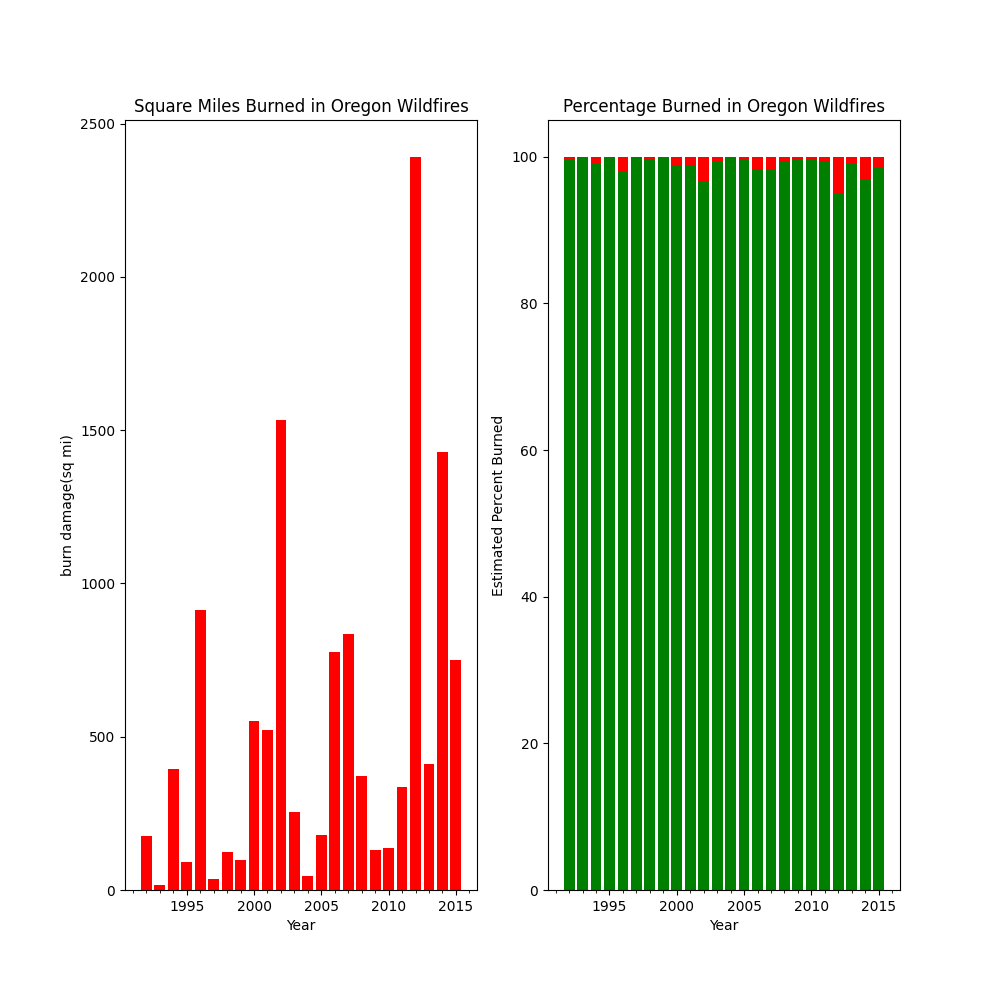 Square Miles Burned in Oregon Wildfires
2500
2000
1500
1000
500
0
burn damage(sq mi)
1995 2000 2005 2010 2015
Year
Percentage Burned in Oregon Wildfires
100
80
60
40
20
0
Estimated Percent Burned
1995 2000 2005 2010 2015
Year